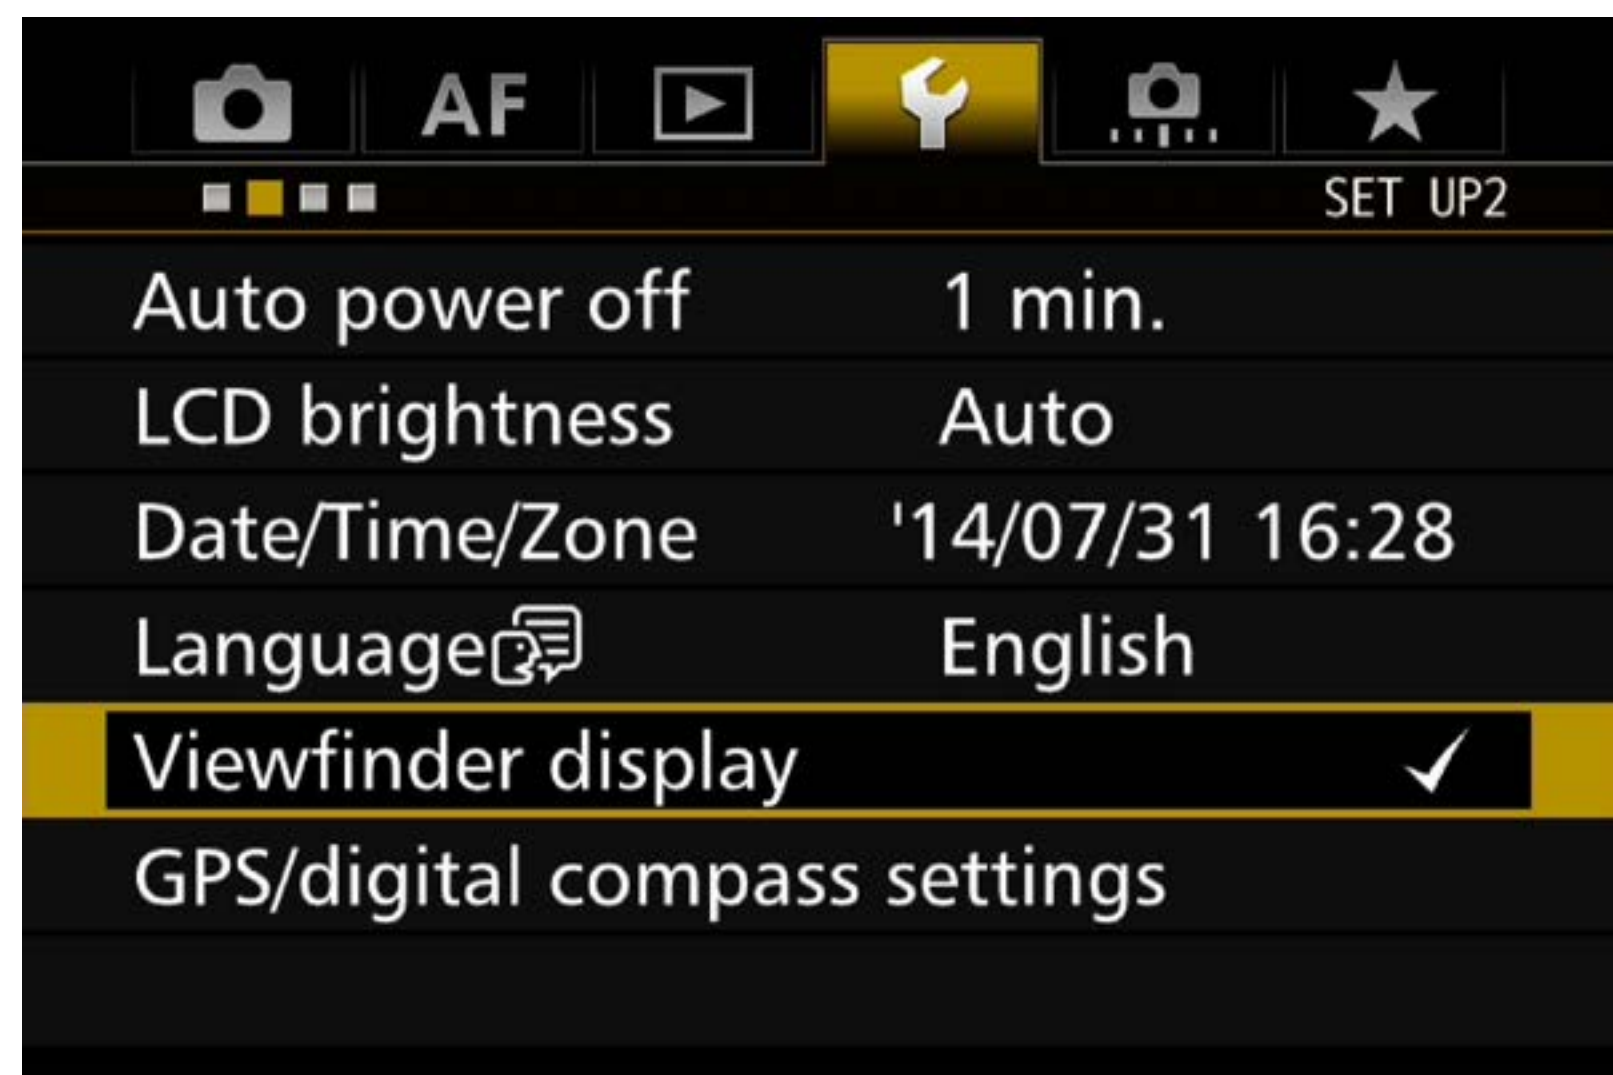 AF
SET UP2
Auto power off 1 min.
LCD brightness Auto
Date/Time/Zone '14/07/31 16:28
Language English
Viewfinder display
GPS/digital compass settings